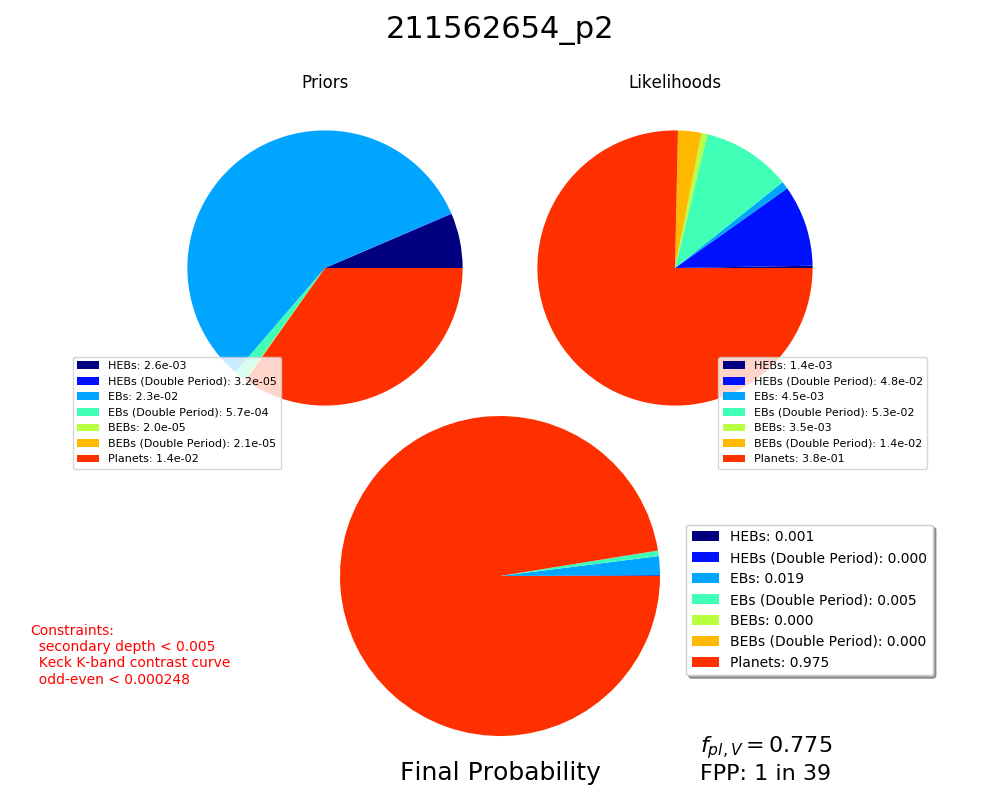 211562654_p2
Priors
Likelihoods
HEBs: 2.6e-03
HEBs (Double Period): 3.2e-05
EBs: 2.3e-02
EBs (Double Period): 5.7e-04
BEBs: 2.0e-05
BEBs (Double Period): 2.1e-05
Planets: 1.4e-02
HEBs: 1.4e-03
HEBs (Double Period): 4.8e-02
EBs: 4.5e-03
EBs (Double Period): 5.3e-02
BEBs: 3.5e-03
BEBs (Double Period): 1.4e-02
Planets: 3.8e-01
HEBs: 0.001
HEBs (Double Period): 0.000
EBs: 0.019
EBs (Double Period): 0.005
BEBs: 0.000
BEBs (Double Period): 0.000
Planets: 0.975
Constraints:
secondary depth < 0.005
Keck K-band contrast curve
odd-even < 0.000248
Final Probability
f_{pl,V} = 0.775
FPP: 1 in 39